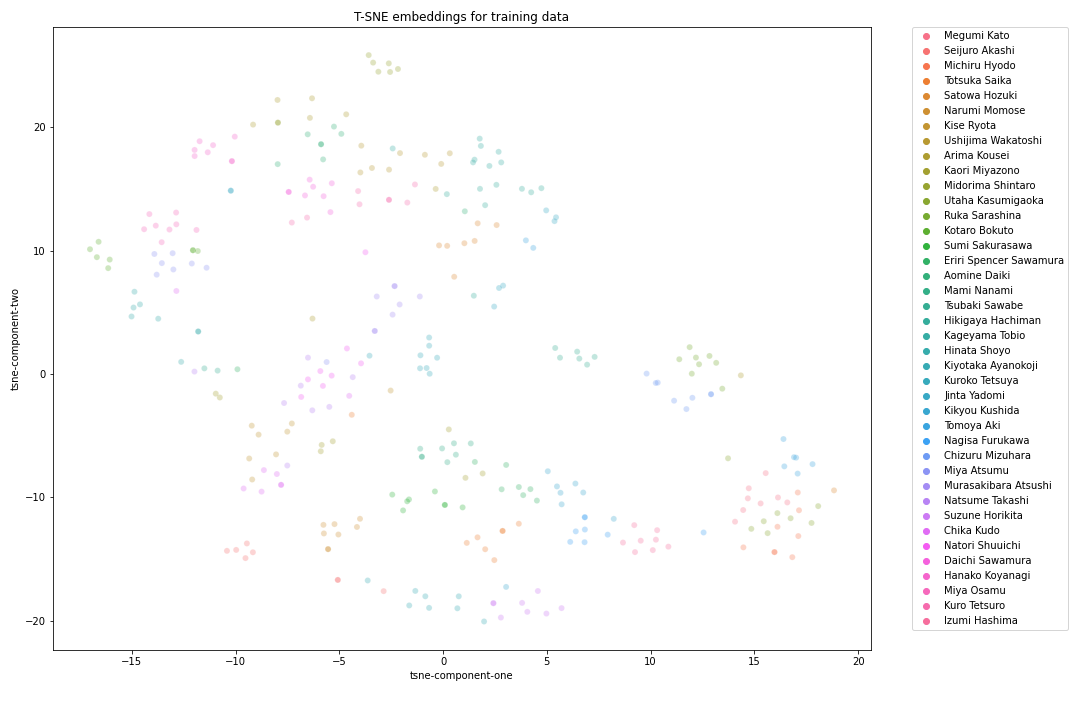 T-SNE embeddings for training data
Megumi Kato
Seijuro Akashi
Michiru Hyodo
Totsuka Saika
Satowa Hozuki
Narumi Momose
Kise Ryota
Ushijima Wakatoshi
Arima Kousei
Kaori Miyazono
Midorima Shintaro
Utaha Kasumigaoka
Ruka Sarashina
Kotaro Bokuto
Sumi Sakurasawa
Eriri Spencer Sawamura
Aomine Daiki
Mami Nanami
Tsubaki Sawabe
Hikigaya Hachiman
Kageyama Tobio
Hinata Shoyo
Kiyotaka Ayanokoji
Kuroko Tetsuya
Jinta Yadomi
Kikyou Kushida
Tomoya Aki
Nagisa Furukawa
Chizuru Mizuhara
Miya Atsumu
Murasakibara Atsushi
Natsume Takashi
Suzune Horikita
Chika Kudo
Natori Shuuichi
Daichi Sawamura
Hanako Koyanagi
Miya Osamu
Kuro Tetsuro
Izumi Hashima
tsne-component-two
20
10
0
−10
−20
−15
−10
−5
0
5
10
15
20
tsne-component-one